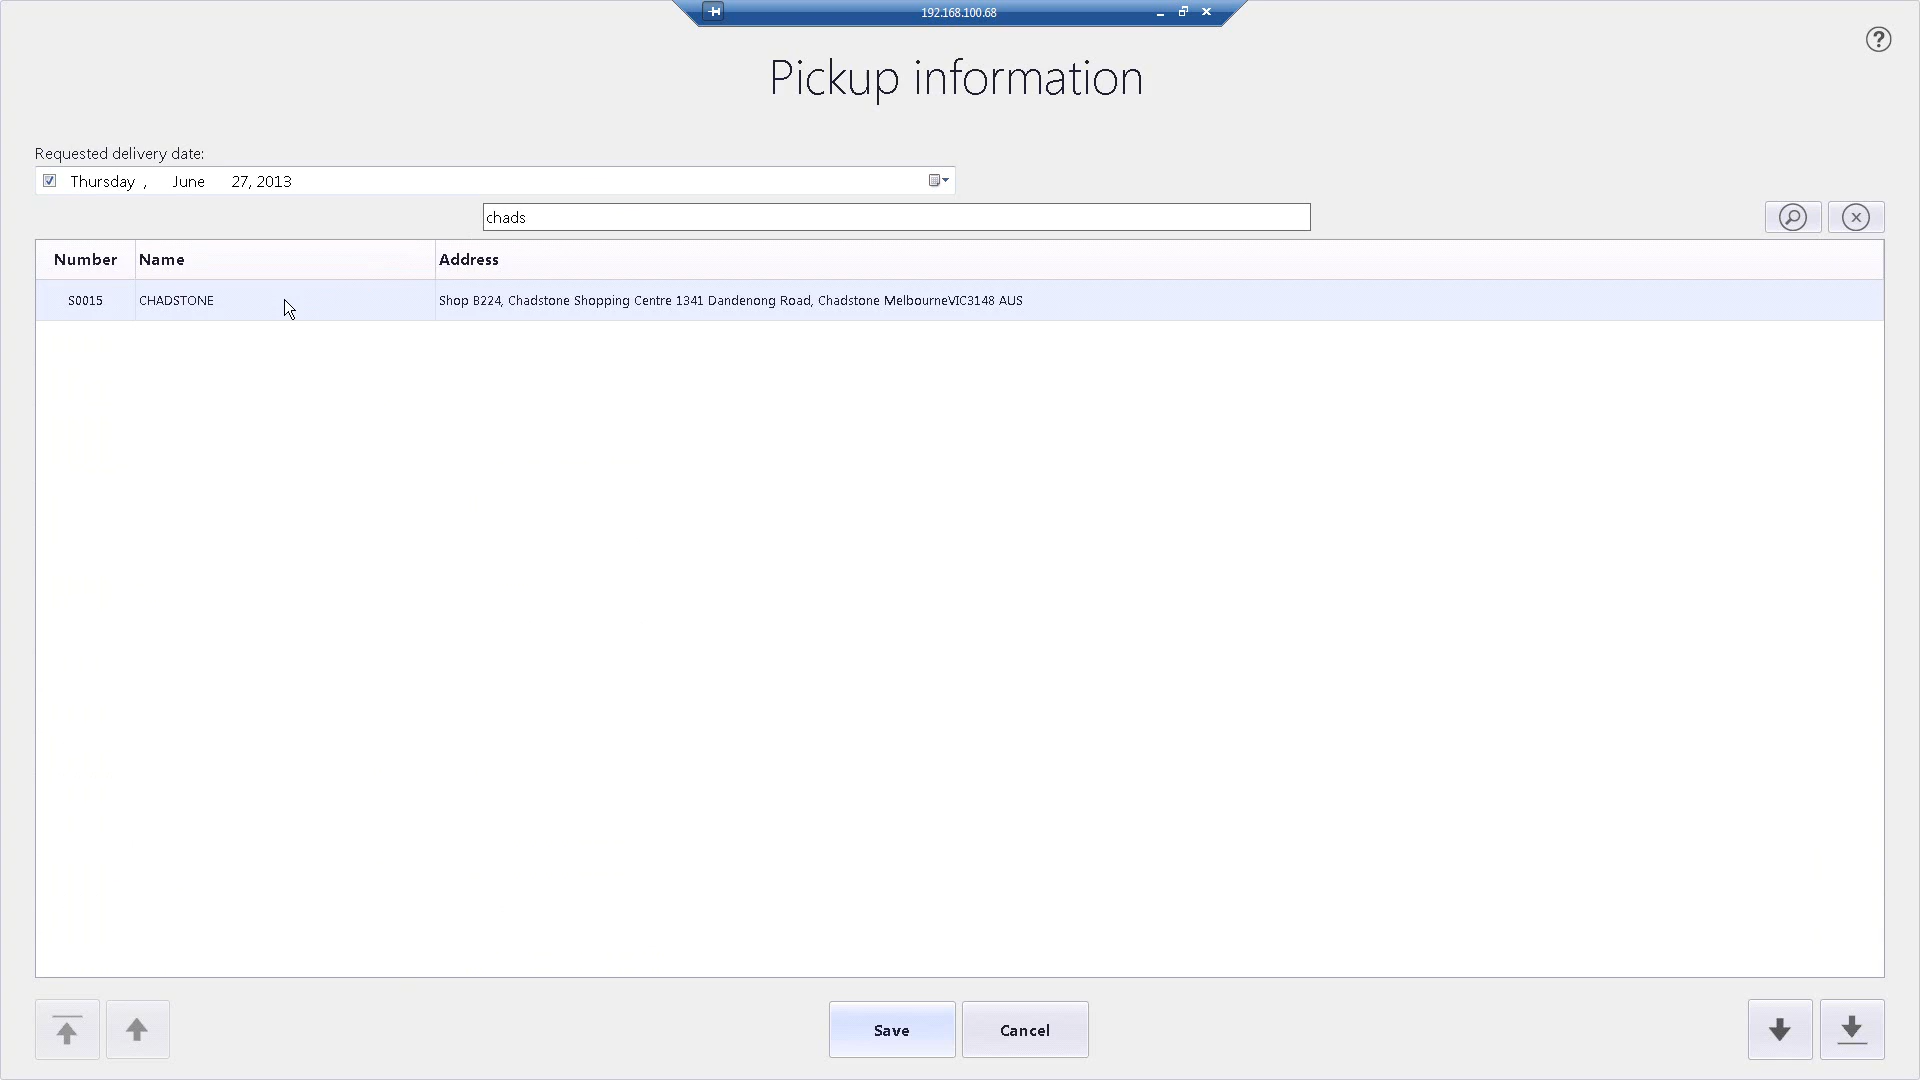 192.168.100.68
Pickup information
Requested delivery date:
Thursday , June 27, 2013
chads
Number Name Address
S0015 CHADSTONE Shop B224, Chadstone Shopping Centre 1341 Dandenong Road, Chadstone MelbourneVIC3148 AUS
Save Cancel